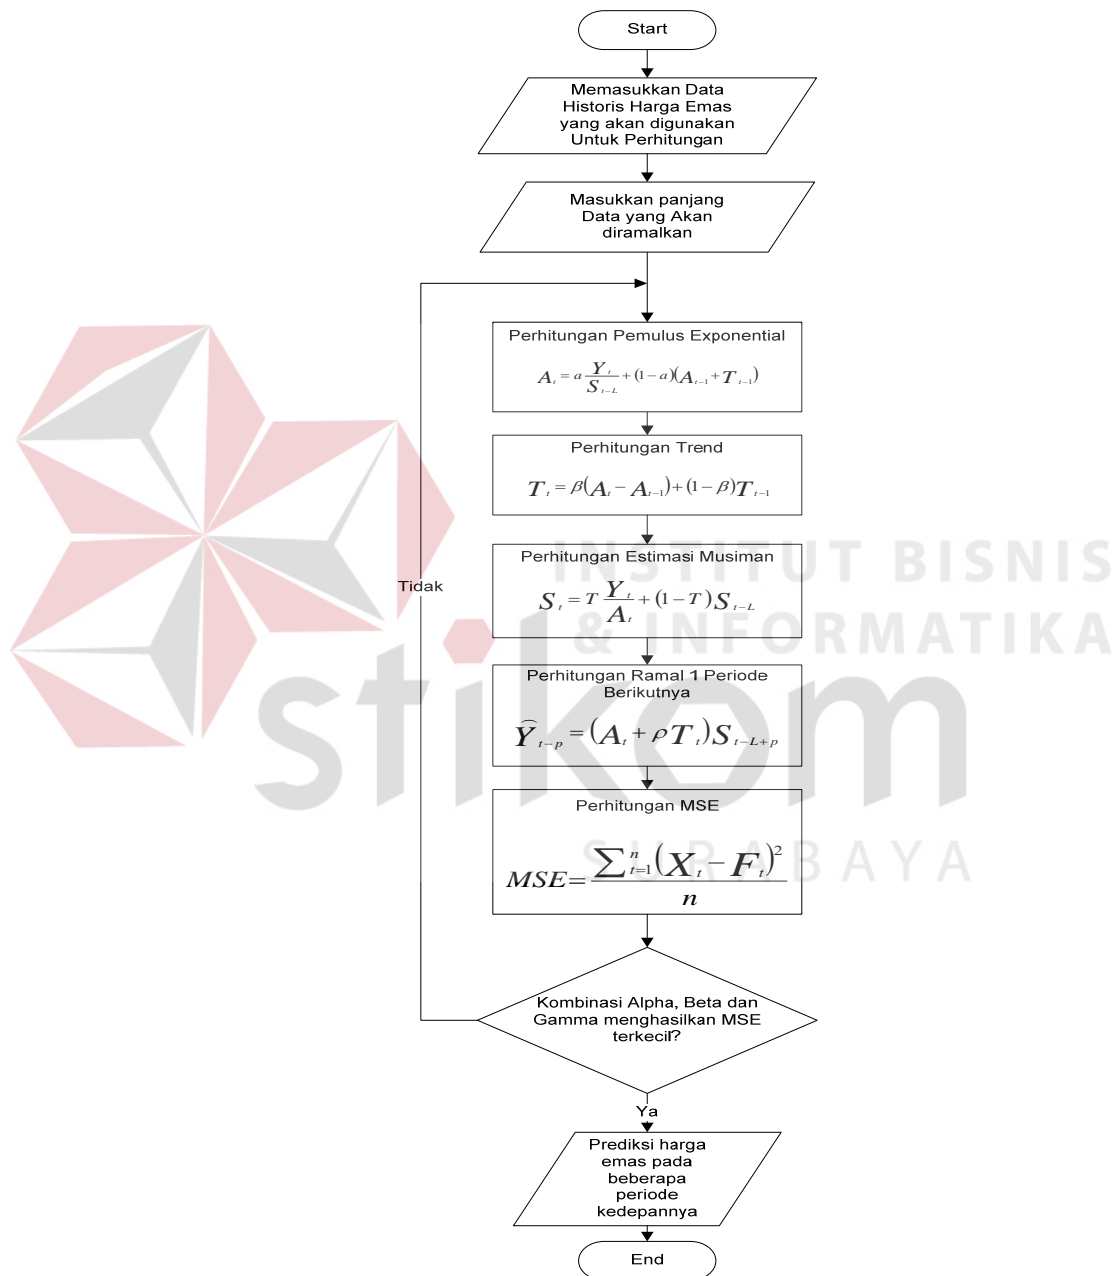 Start
Memasukkan Data
Historis Harga Emas
yang akan digunakan
Untuk Perhitungan
Masukkan panjang
Data yang Akan
diramalkan
Perhitungan Pemulus Exponential
A_t = a Y_t / S_{t-L} + (1 - a)(A_{t-1} + T_{t-1})
Perhitungan Trend
T_t = β(A_t - A_{t-1}) + (1 - β)T_{t-1}
Perhitungan Estimasi Musiman
S_t = T Y_t / A_t + (1 - T)S_{t-L}
Tidak
Perhitungan Ramal 1 Periode
Berikutnya
Ŷ_{t-p} = (A_t + ρT_t)S_{t-L+p}
Perhitungan MSE
MSE = ∑_{t=1}^{n}(X_t - F_t)^2 / n
Kombinasi Alpha, Beta dan
Gamma menghasilkan MSE
terkecil?
Ya
Prediksi harga
emas pada
beberapa
periode
kedepannya
End
INSTITUT BISNIS
& INFORMATIKA
stikom
SURABAYA